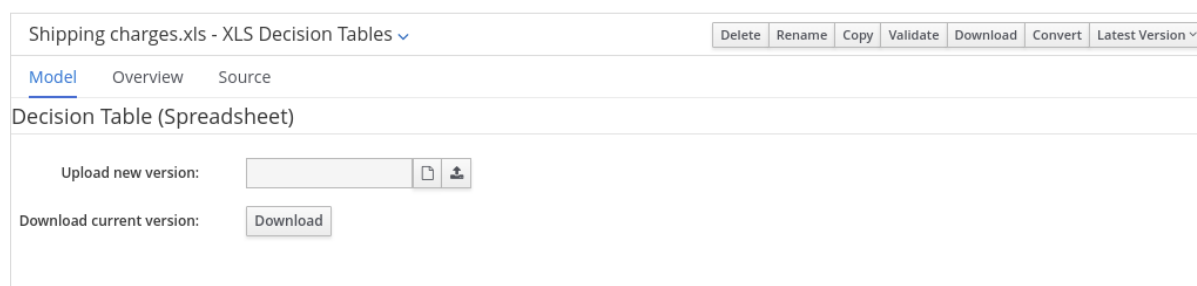 Shipping charges.xls - XLS Decision Tables
Delete Rename Copy Validate Download Convert Latest Version
Model Overview Source
Decision Table (Spreadsheet)
Upload new version:
Download current version: Download